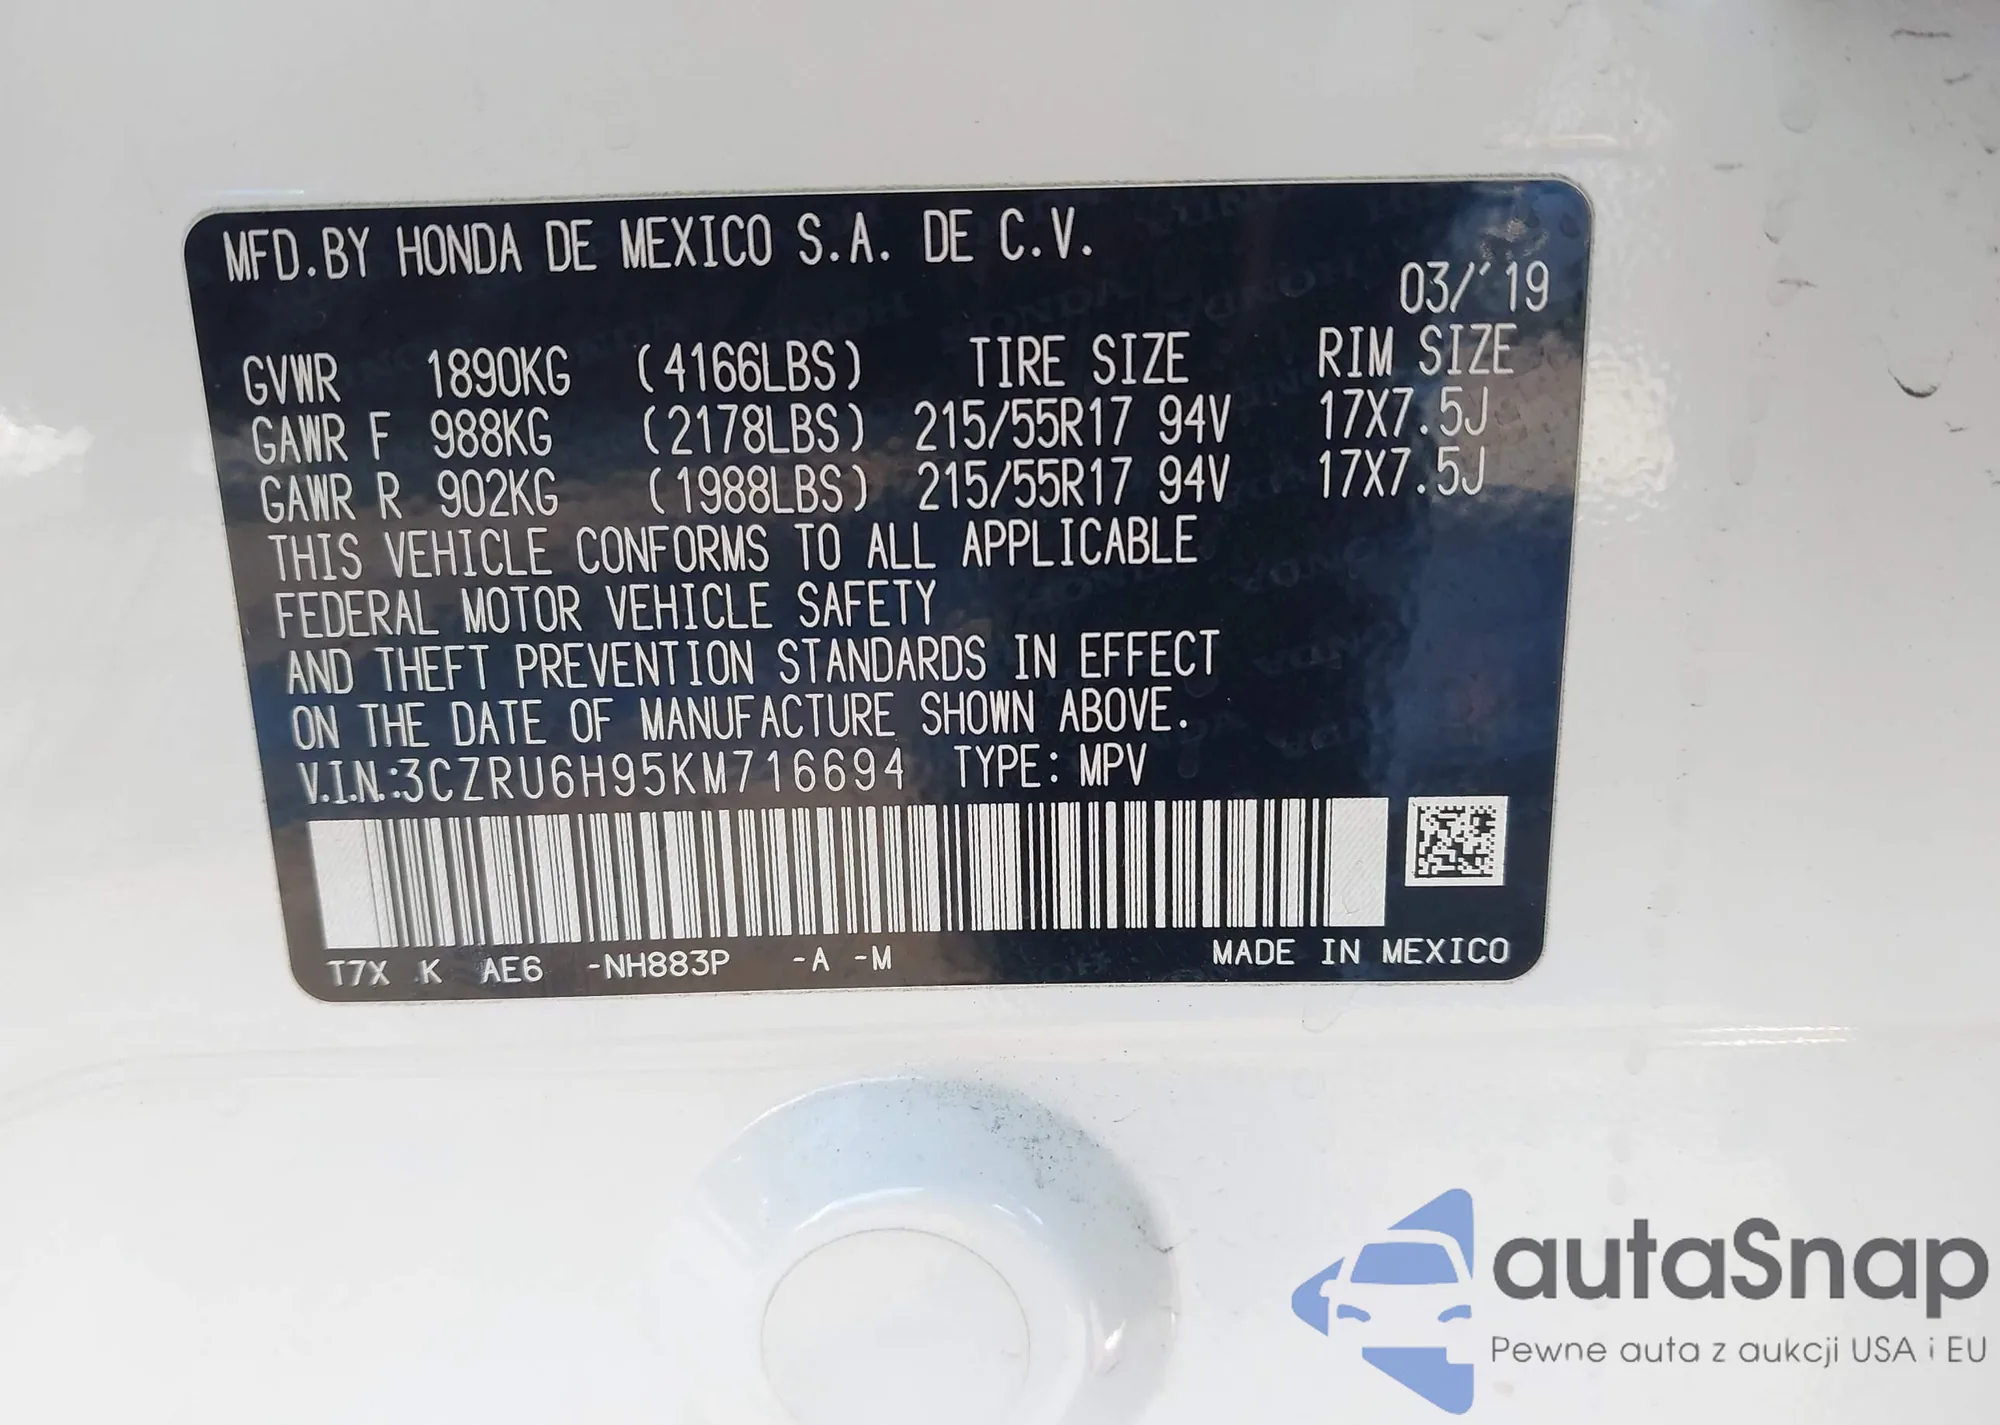 MFD.BY HONDA DE MEXICO S.A. DE C.V.
03/'19
GVWR 1890KG (4166LBS) TIRE SIZE RIM SIZE
GAWR F 988KG (2178LBS) 215/55R17 94V 17X7.5J
GAWR R 902KG (1988LBS) 215/55R17 94V 17X7.5J
THIS VEHICLE CONFORMS TO ALL APPLICABLE
FEDERAL MOTOR VEHICLE SAFETY
AND THEFT PREVENTION STANDARDS IN EFFECT
ON THE DATE OF MANUFACTURE SHOWN ABOVE.
V.I.N.:3CZRU6H95KM716694 TYPE: MPV
T7X K AE6 -NH883P -A -M MADE IN MEXICO
autaSnap
Pewne auta z aukcji USA i EU